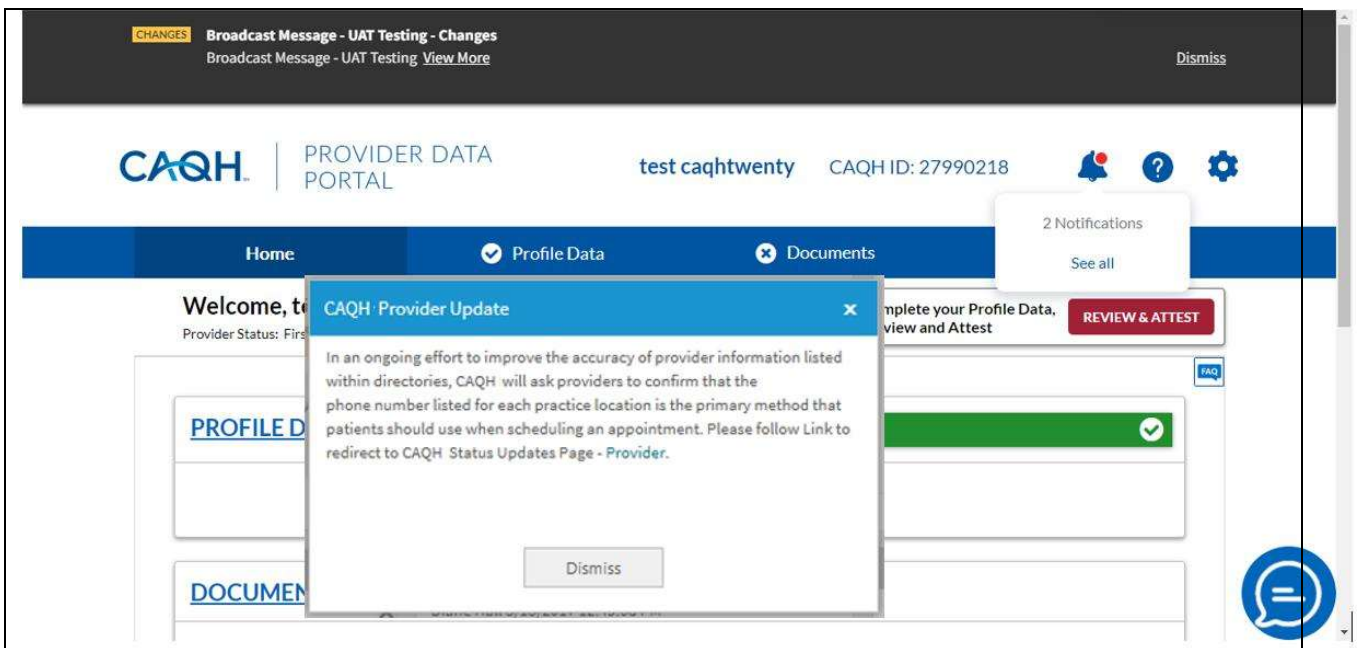 CHANGES Broadcast Message - UAT Testing - Changes
Broadcast Message - UAT Testing View More
Dismiss
CAQH
PROVIDER DATA
PORTAL
test caqhtwenty CAQH ID: 27990218
2 Notifications
See all
Home Profile Data Documents
Welcome, t
Provider Status: Firs
mplete your Profile Data,
view and Attest
REVIEW & ATTEST
FAQ
CAQH Provider Update x
In an ongoing effort to improve the accuracy of provider information listed
within directories, CAQH will ask providers to confirm that the
phone number listed for each practice location is the primary method that
patients should use when scheduling an appointment. Please follow Link to
redirect to CAQH Status Updates Page - Provider.
Dismiss
PROFILE D
DOCUMEN